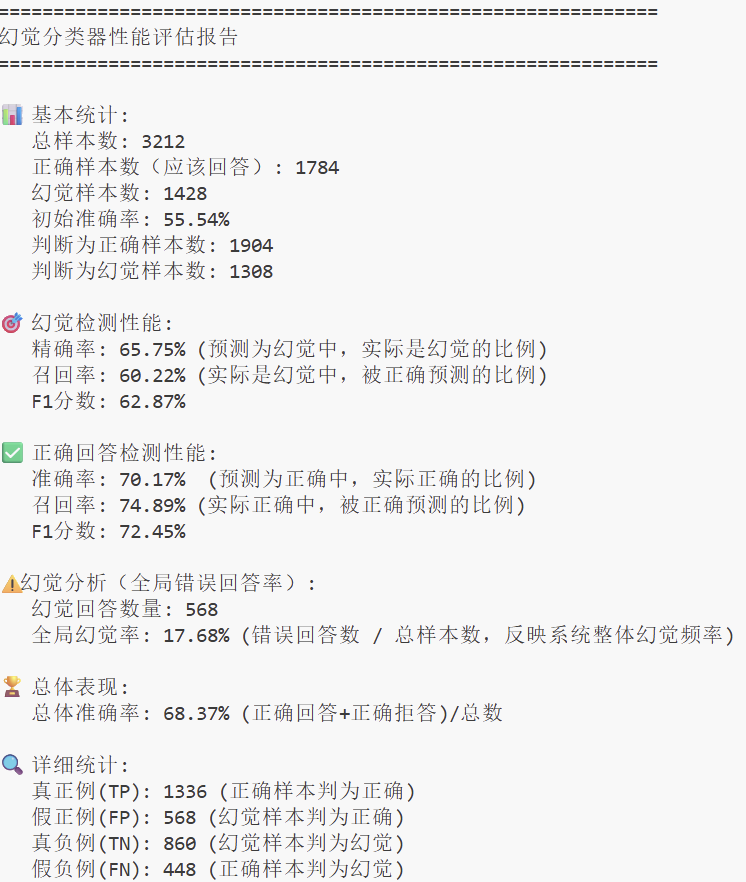 ============================================================
幻觉分类器性能评估报告
============================================================
📊 基本统计:
总样本数: 3212
正确样本数（应该回答）: 1784
幻觉样本数: 1428
初始准确率: 55.54%
判断为正确样本数: 1904
判断为幻觉样本数: 1308
🎯 幻觉检测性能:
精确率: 65.75% (预测为幻觉中，实际是幻觉的比例)
召回率: 60.22% (实际是幻觉中，被正确预测的比例)
F1分数: 62.87%
✅ 正确回答检测性能:
准确率: 70.17% (预测为正确中，实际正确的比例)
召回率: 74.89% (实际正确中，被正确预测的比例)
F1分数: 72.45%
⚠️幻觉分析（全局错误回答率）:
幻觉回答数量: 568
全局幻觉率: 17.68% (错误回答数 / 总样本数，反映系统整体幻觉频率)
🏆 总体表现:
总体准确率: 68.37% (正确回答+正确拒答)/总数
🔍 详细统计:
真正例(TP): 1336 (正确样本判为正确)
假正例(FP): 568 (幻觉样本判为正确)
真负例(TN): 860 (幻觉样本判为幻觉)
假负例(FN): 448 (正确样本判为幻觉)